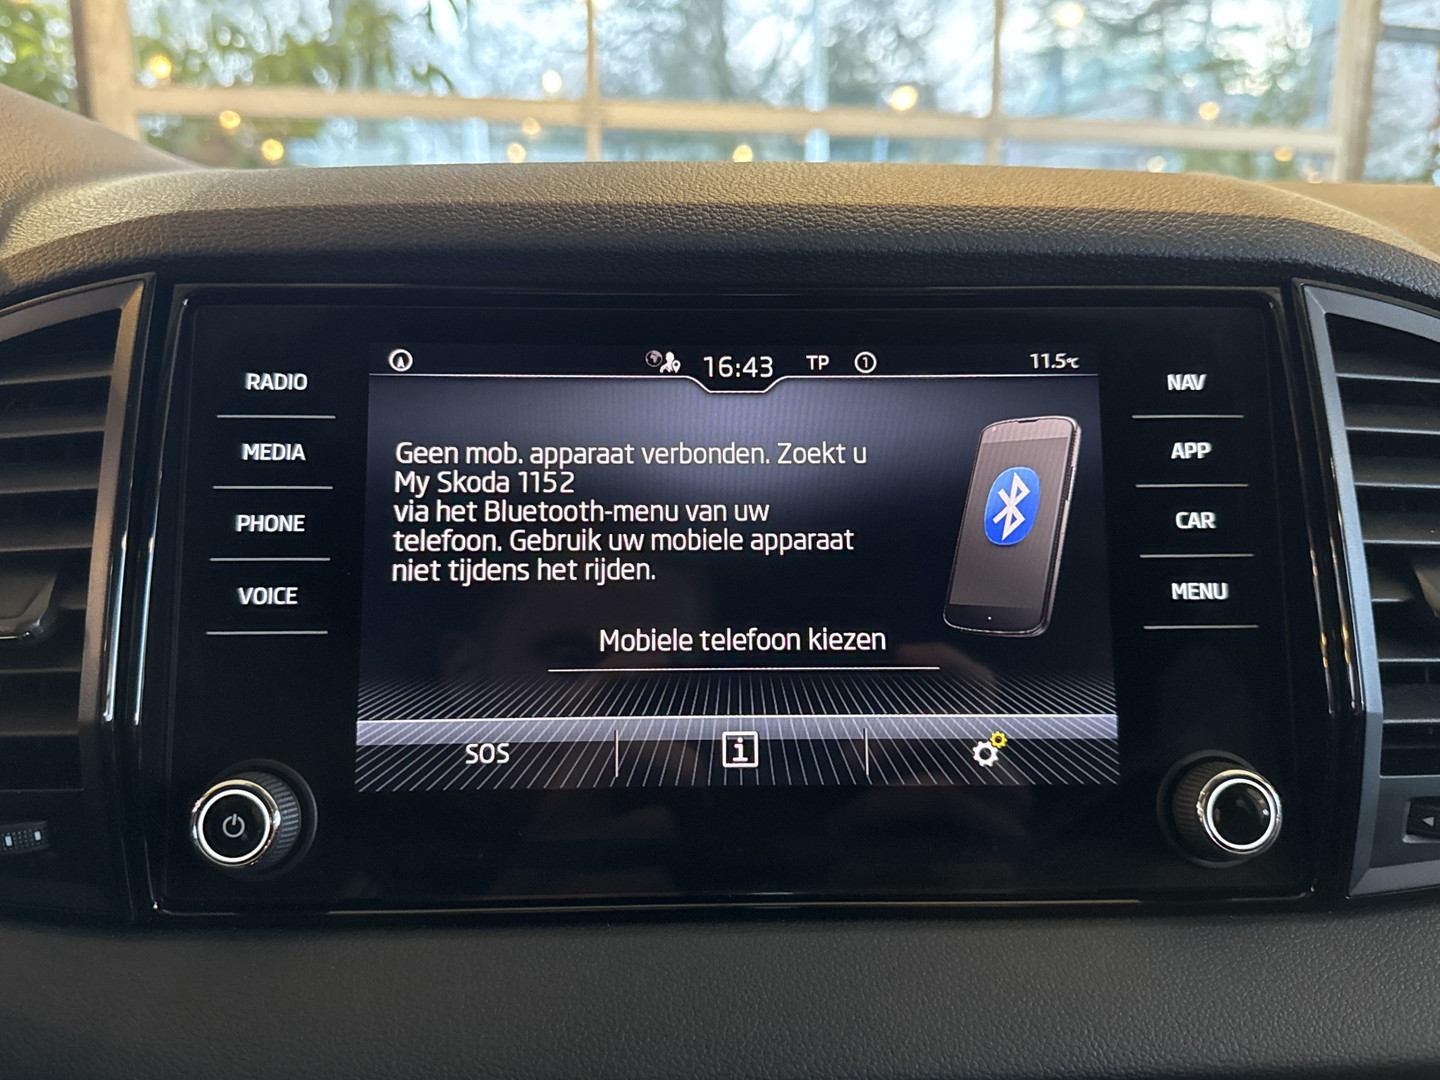 16:43 TP 1 11.5°C
RADIO
MEDIA
PHONE
VOICE
Geen mob. apparaat verbonden. Zoekt u
My Skoda 1152
via het Bluetooth-menu van uw
telefoon. Gebruik uw mobiele apparaat
niet tijdens het rijden.
Mobiele telefoon kiezen
SOS
NAV
APP
CAR
MENU